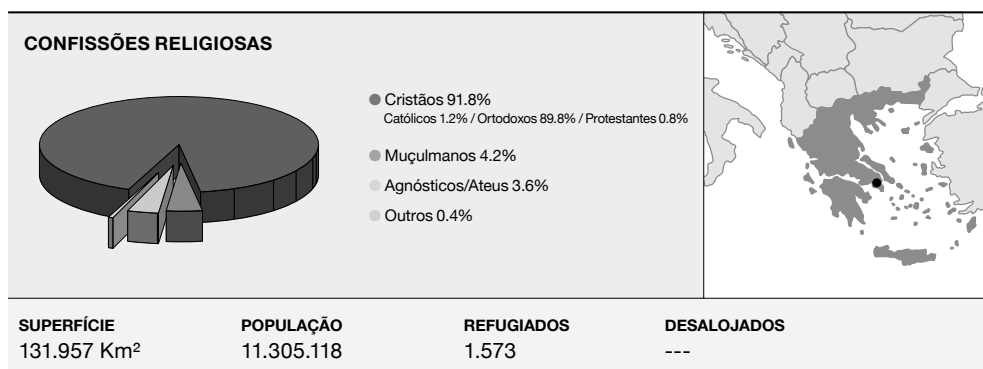 CONFISSÕES RELIGIOSAS
Cristãos 91.8%
Católicos 1.2% / Ortodoxos 89.8% / Protestantes 0.8%
Muçulmanos 4.2%
Agnósticos/Ateus 3.6%
Outros 0.4%
SUPERFÍCIE
131.957 Km²
POPULAÇÃO
11.305.118
REFUGIADOS
1.573
DESALOJADOS
---